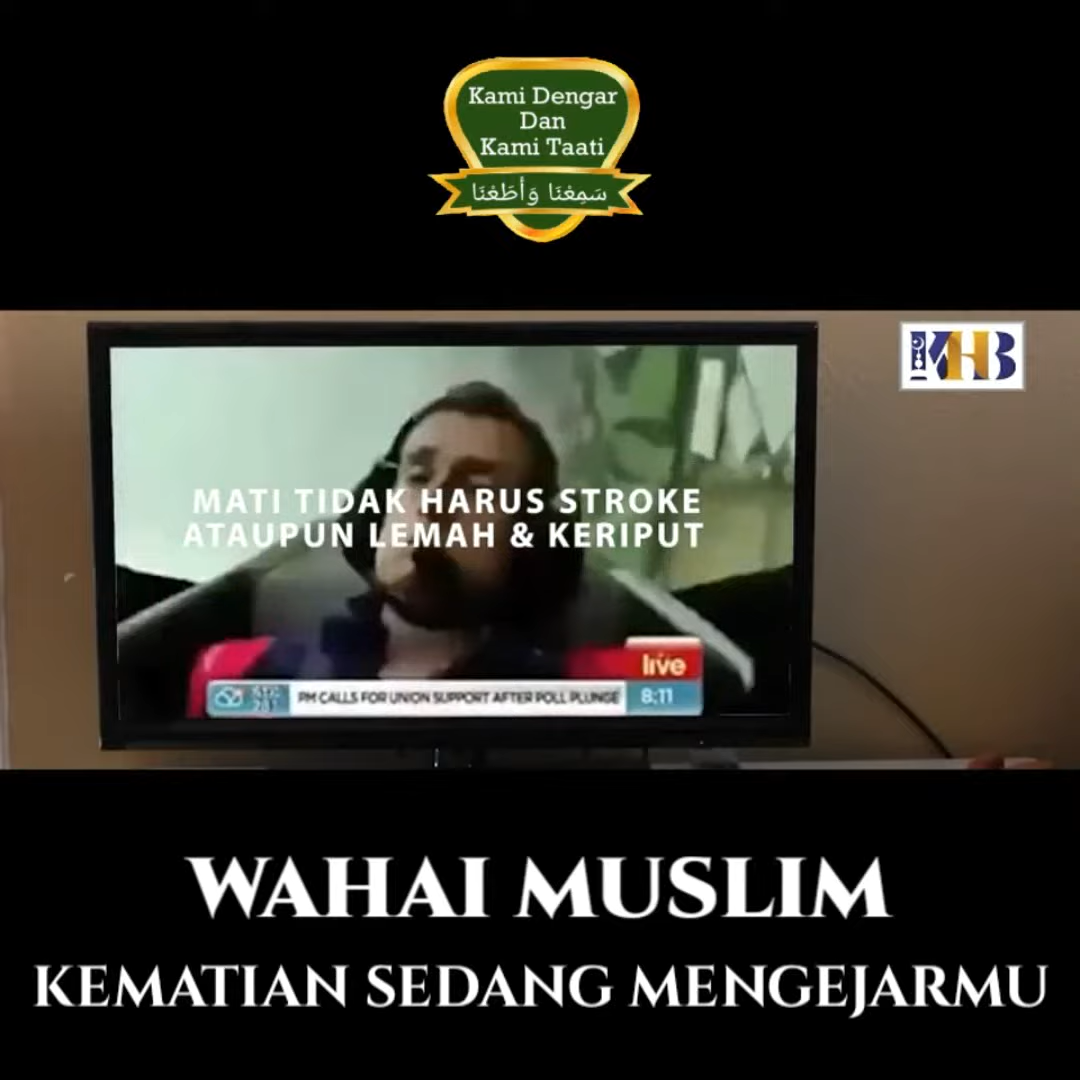 Kami Dengar
Dan
Kami Taati
سَمِعْنَا وَأَطَعْنَا
KHB
MATI TIDAK HARUS STROKE
ATAUPUN LEMAH & KERIPUT
live
PM CALLS FOR UNION SUPPORT AFTER POLL PLUNGE
8:11
WAHAI MUSLIM
KEMATIAN SEDANG MENGEJARMU